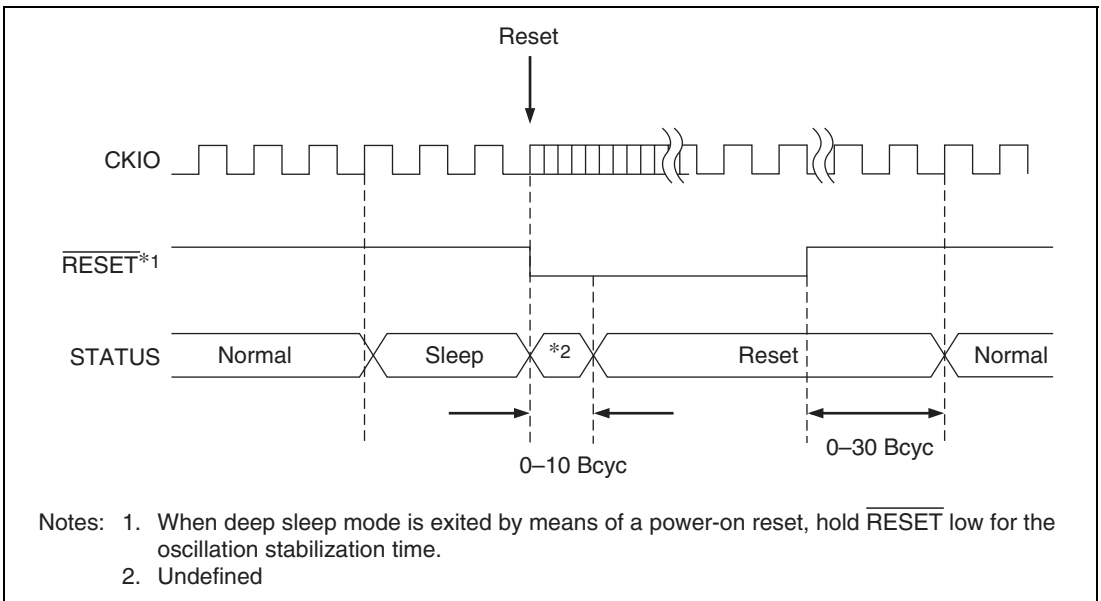 Reset
CKIO
RESET*1
STATUS
Normal
Sleep
*2
Reset
Normal
0–10 Bcyc
0–30 Bcyc
Notes: 1. When deep sleep mode is exited by means of a power-on reset, hold RESET low for the
oscillation stabilization time.
2. Undefined